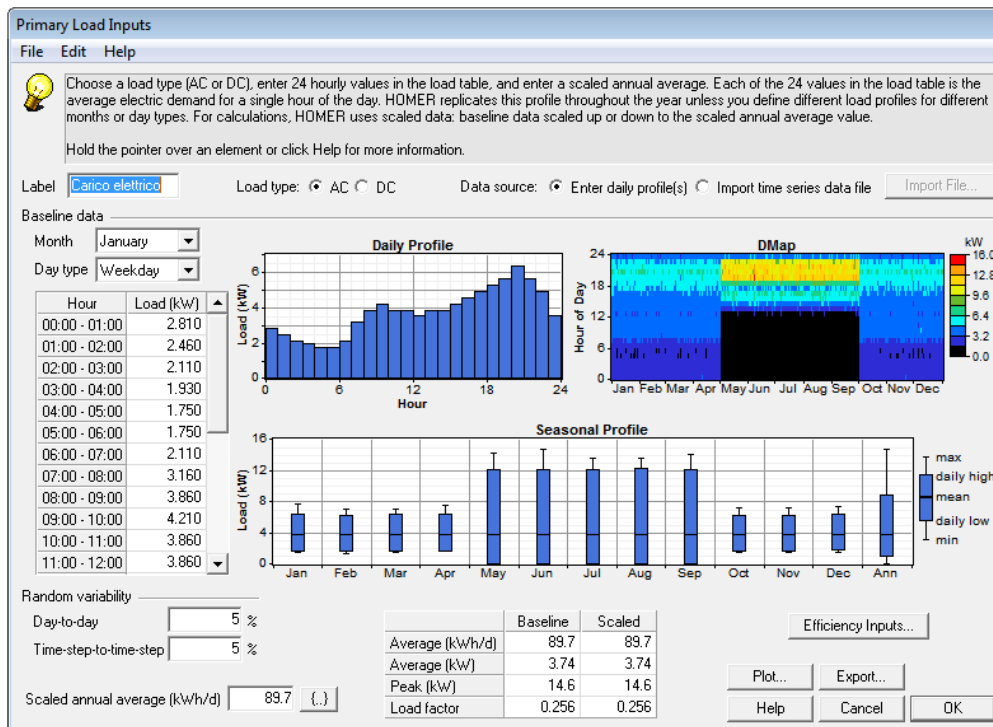 Primary Load Inputs
File Edit Help
Choose a load type (AC or DC), enter 24 hourly values in the load table, and enter a scaled annual average. Each of the 24 values in the load table is the
average electric demand for a single hour of the day. HOMER replicates this profile throughout the year unless you define different load profiles for different
months or day types. For calculations, HOMER uses scaled data: baseline data scaled up or down to the scaled annual average value.
Hold the pointer over an element or click Help for more information.
Label Carico elettrico Load type: AC DC Data source: Enter daily profile(s) Import time series data file Import File...
Baseline data
Month January
Day type Weekday
Hour Load (kW)
00:00 - 01:00 2.810
01:00 - 02:00 2.460
02:00 - 03:00 2.110
03:00 - 04:00 1.930
04:00 - 05:00 1.750
05:00 - 06:00 1.750
06:00 - 07:00 2.110
07:00 - 08:00 3.160
08:00 - 09:00 3.860
09:00 - 10:00 4.210
10:00 - 11:00 3.860
11:00 - 12:00 3.860
Daily Profile
Load (kW)
6
4
2
0
0 6 12 18 24
Hour
DMap
Hour of Day
24
18
12
6
0
Jan Feb Mar Apr May Jun Jul Aug Sep Oct Nov Dec
kW
16.0
12.8
9.6
6.4
3.2
0.0
Seasonal Profile
Load (kW)
16
12
8
4
0
Jan Feb Mar Apr May Jun Jul Aug Sep Oct Nov Dec Ann
max
daily high
mean
daily low
min
Random variability
Day-to-day 5 %
Time-step-to-time-step 5 %
Scaled annual average (kWh/d) 89.7 {..}
Baseline Scaled
Average (kWh/d) 89.7 89.7
Average (kW) 3.74 3.74
Peak (kW) 14.6 14.6
Load factor 0.256 0.256
Efficiency Inputs...
Plot... Export...
Help Cancel OK